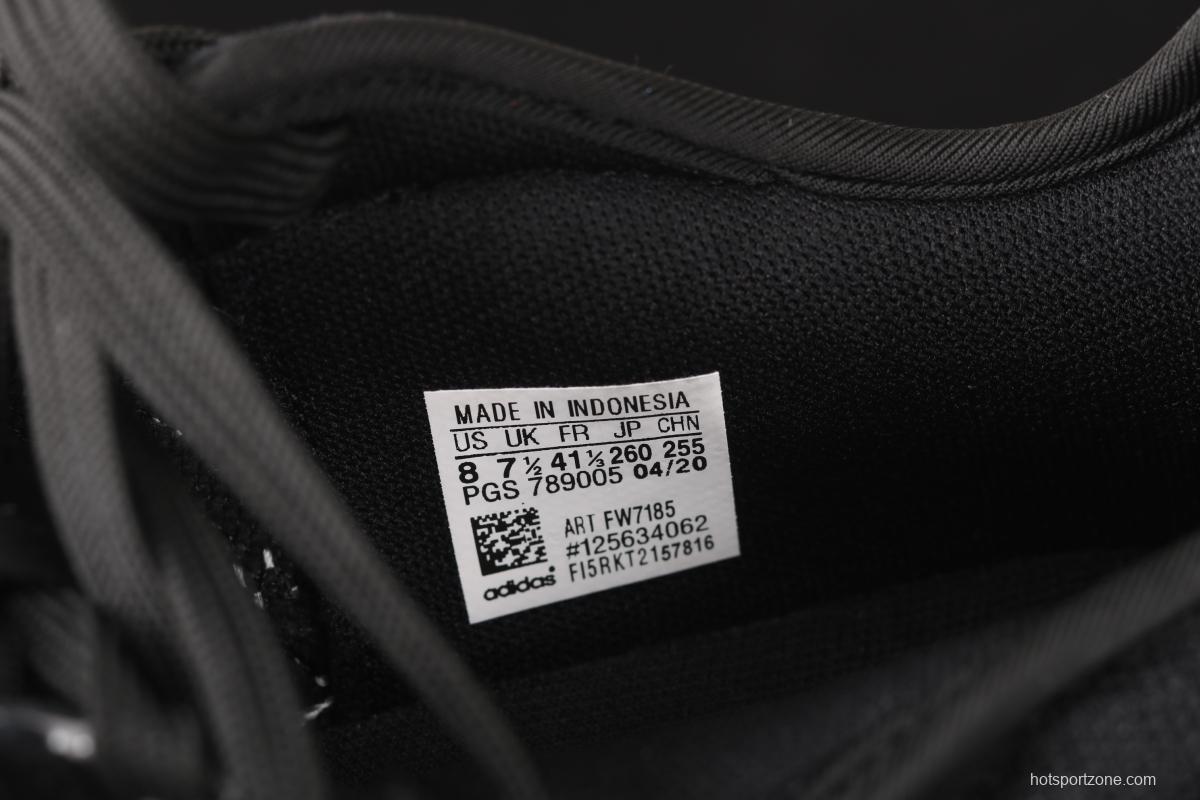 MADE IN INDONESIA
US UK FR JP CHN
8 7½ 41⅓ 260 255
PGS 789005 04/20
ART FW7185
#125634062
FI5RKT2157816
adidas
hotsportzone.com